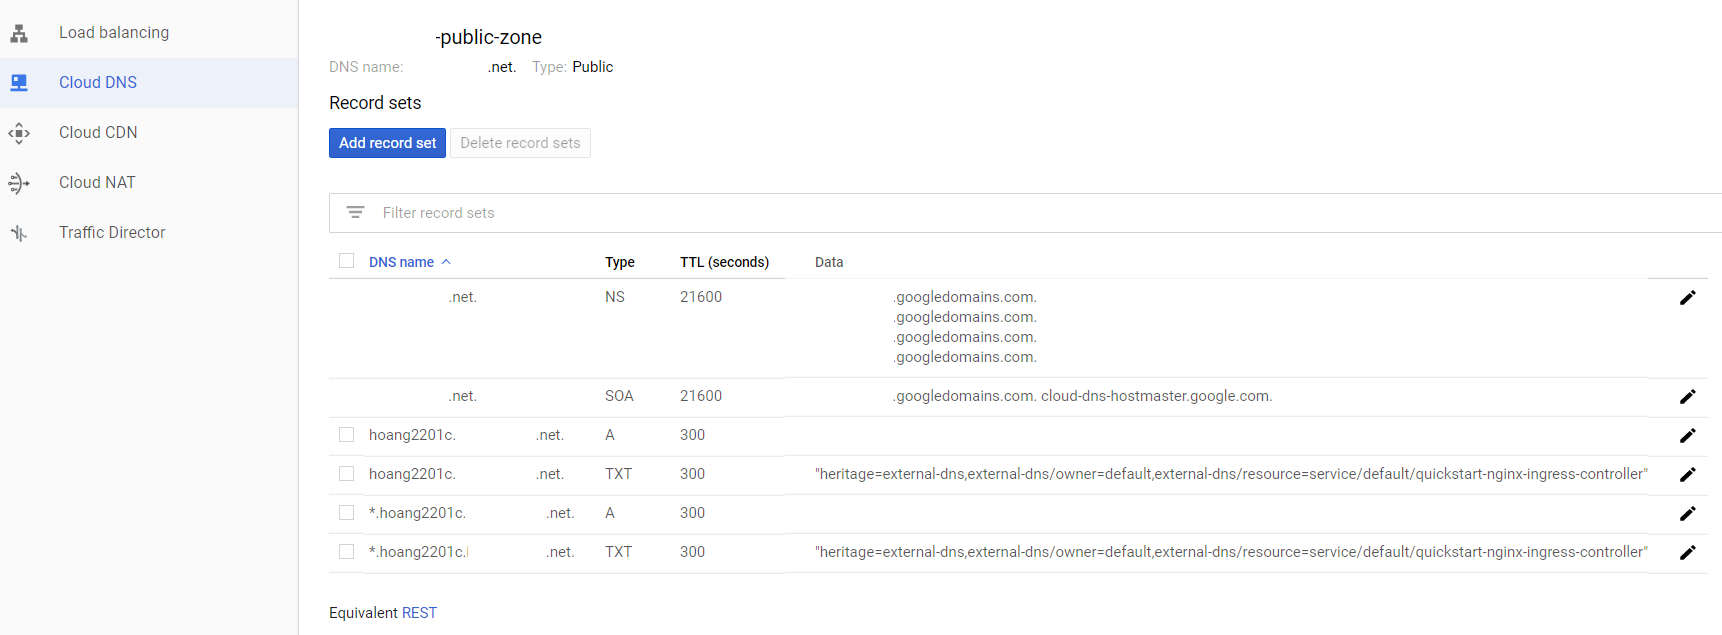 Load balancing
Cloud DNS
Cloud CDN
Cloud NAT
Traffic Director
-public-zone
DNS name: .net. Type: Public
Record sets
Add record set Delete record sets
Filter record sets
DNS name Type TTL (seconds) Data
.net. NS 21600 .googledomains.com.
.googledomains.com.
.googledomains.com.
.googledomains.com.
.net. SOA 21600 .googledomains.com. cloud-dns-hostmaster.google.com.
hoang2201c. .net. A 300
hoang2201c. .net. TXT 300 "heritage=external-dns,external-dns/owner=default,external-dns/resource=service/default/quickstart-nginx-ingress-controller"
*.hoang2201c. .net. A 300
*.hoang2201c. .net. TXT 300 "heritage=external-dns,external-dns/owner=default,external-dns/resource=service/default/quickstart-nginx-ingress-controller"
Equivalent REST